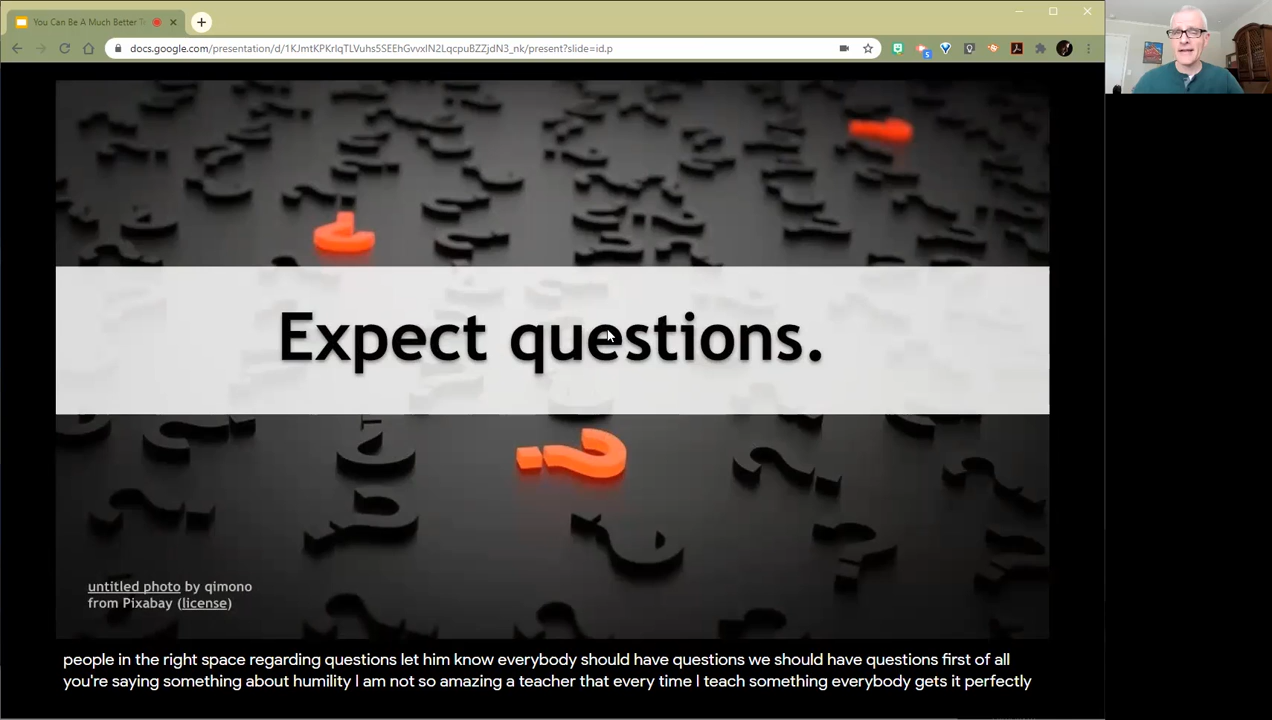 You Can Be A Much Better
docs.google.com/presentation/d/1KJmtKPKrIqTLVuhs5SEEhGvvxlN2LqcpuBZZjdN3_nk/present?slide=id.p
5
Expect questions.
untitled photo by qimono
from Pixabay (license)
people in the right space regarding questions let him know everybody should have questions we should have questions first of all
you're saying something about humility I am not so amazing a teacher that every time I teach something everybody gets it perfectly